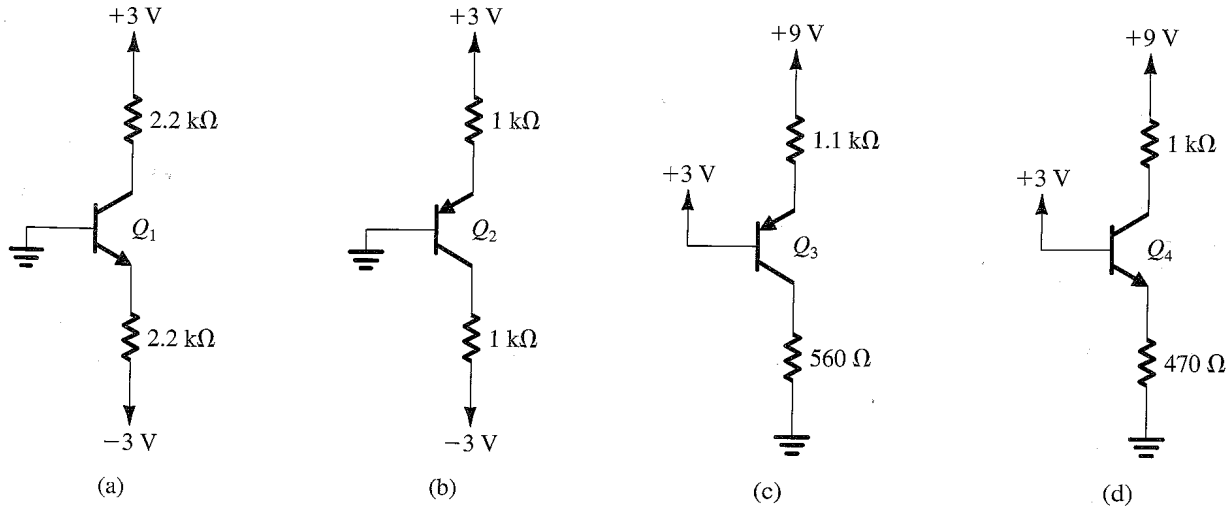 +3 V
2.2 kΩ
Q1
2.2 kΩ
−3 V
(a)
+3 V
1 kΩ
Q2
1 kΩ
−3 V
(b)
+9 V
1.1 kΩ
+3 V
Q3
560 Ω
(c)
+9 V
1 kΩ
+3 V
Q4
470 Ω
(d)